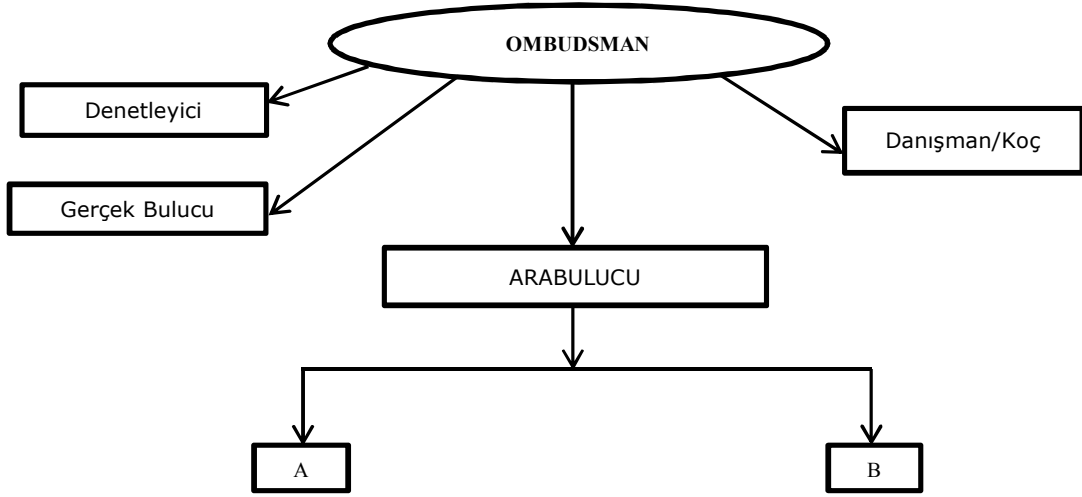 OMBUDSMAN
Denetleyici
Danışman/Koç
Gerçek Bulucu
ARABULUCU
A
B